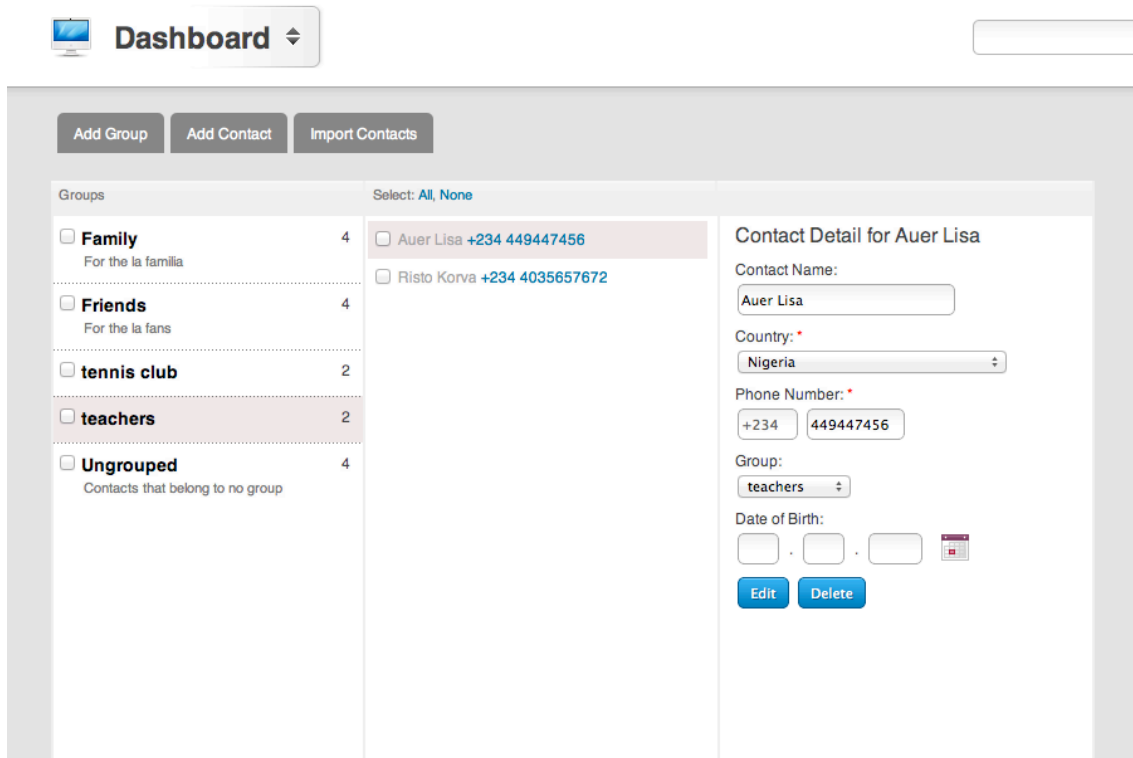 Dashboard
Add Group Add Contact Import Contacts
Groups
Family 4
For the la familia
Friends 4
For the la fans
tennis club 2
teachers 2
Ungrouped 4
Contacts that belong to no group
Select: All, None
Auer Lisa +234 449447456
Risto Korva +234 4035657672
Contact Detail for Auer Lisa
Contact Name:
Auer Lisa
Country: *
Nigeria
Phone Number: *
+234 449447456
Group:
teachers
Date of Birth:
. .
Edit Delete